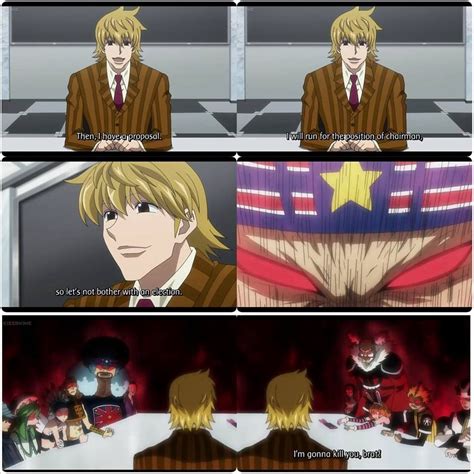 Then, I have a proposal.
I will run for the position of chairman,
so let's not bother with an election.
I'm gonna kill you, brat!